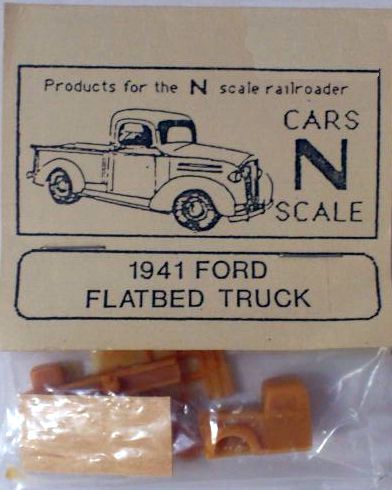 Products for the N scale railroader
CARS
N
SCALE
1941 FORD
FLATBED TRUCK